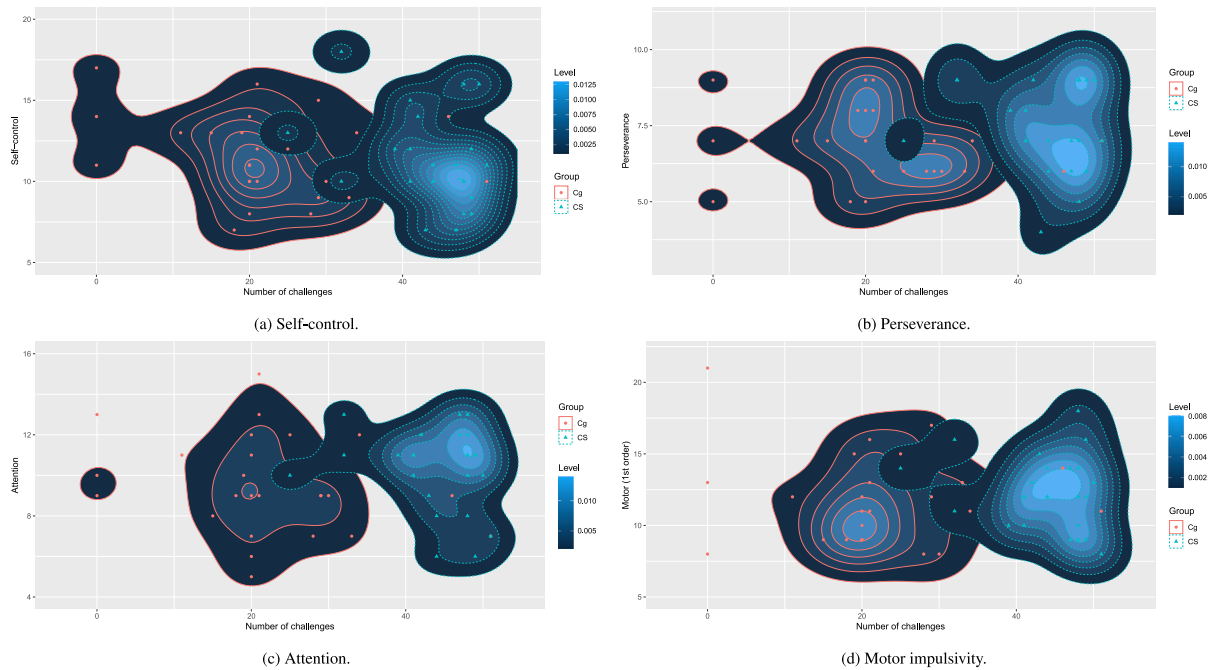 20
15
10
5
Self-control
0
20
40
Number of challenges
Level
0.0125
0.0100
0.0075
0.0050
0.0025
Group
Cg
CS
(a) Self-control.
10.0
7.5
5.0
Perseverance
0
20
40
Number of challenges
Group
Cg
CS
Level
0.010
0.005
(b) Perseverance.
16
12
8
4
Attention
0
20
40
Number of challenges
Group
Cg
CS
Level
0.010
0.005
(c) Attention.
20
15
10
5
Motor (1st order)
0
20
40
Number of challenges
Level
0.008
0.006
0.004
0.002
Group
Cg
CS
(d) Motor impulsivity.